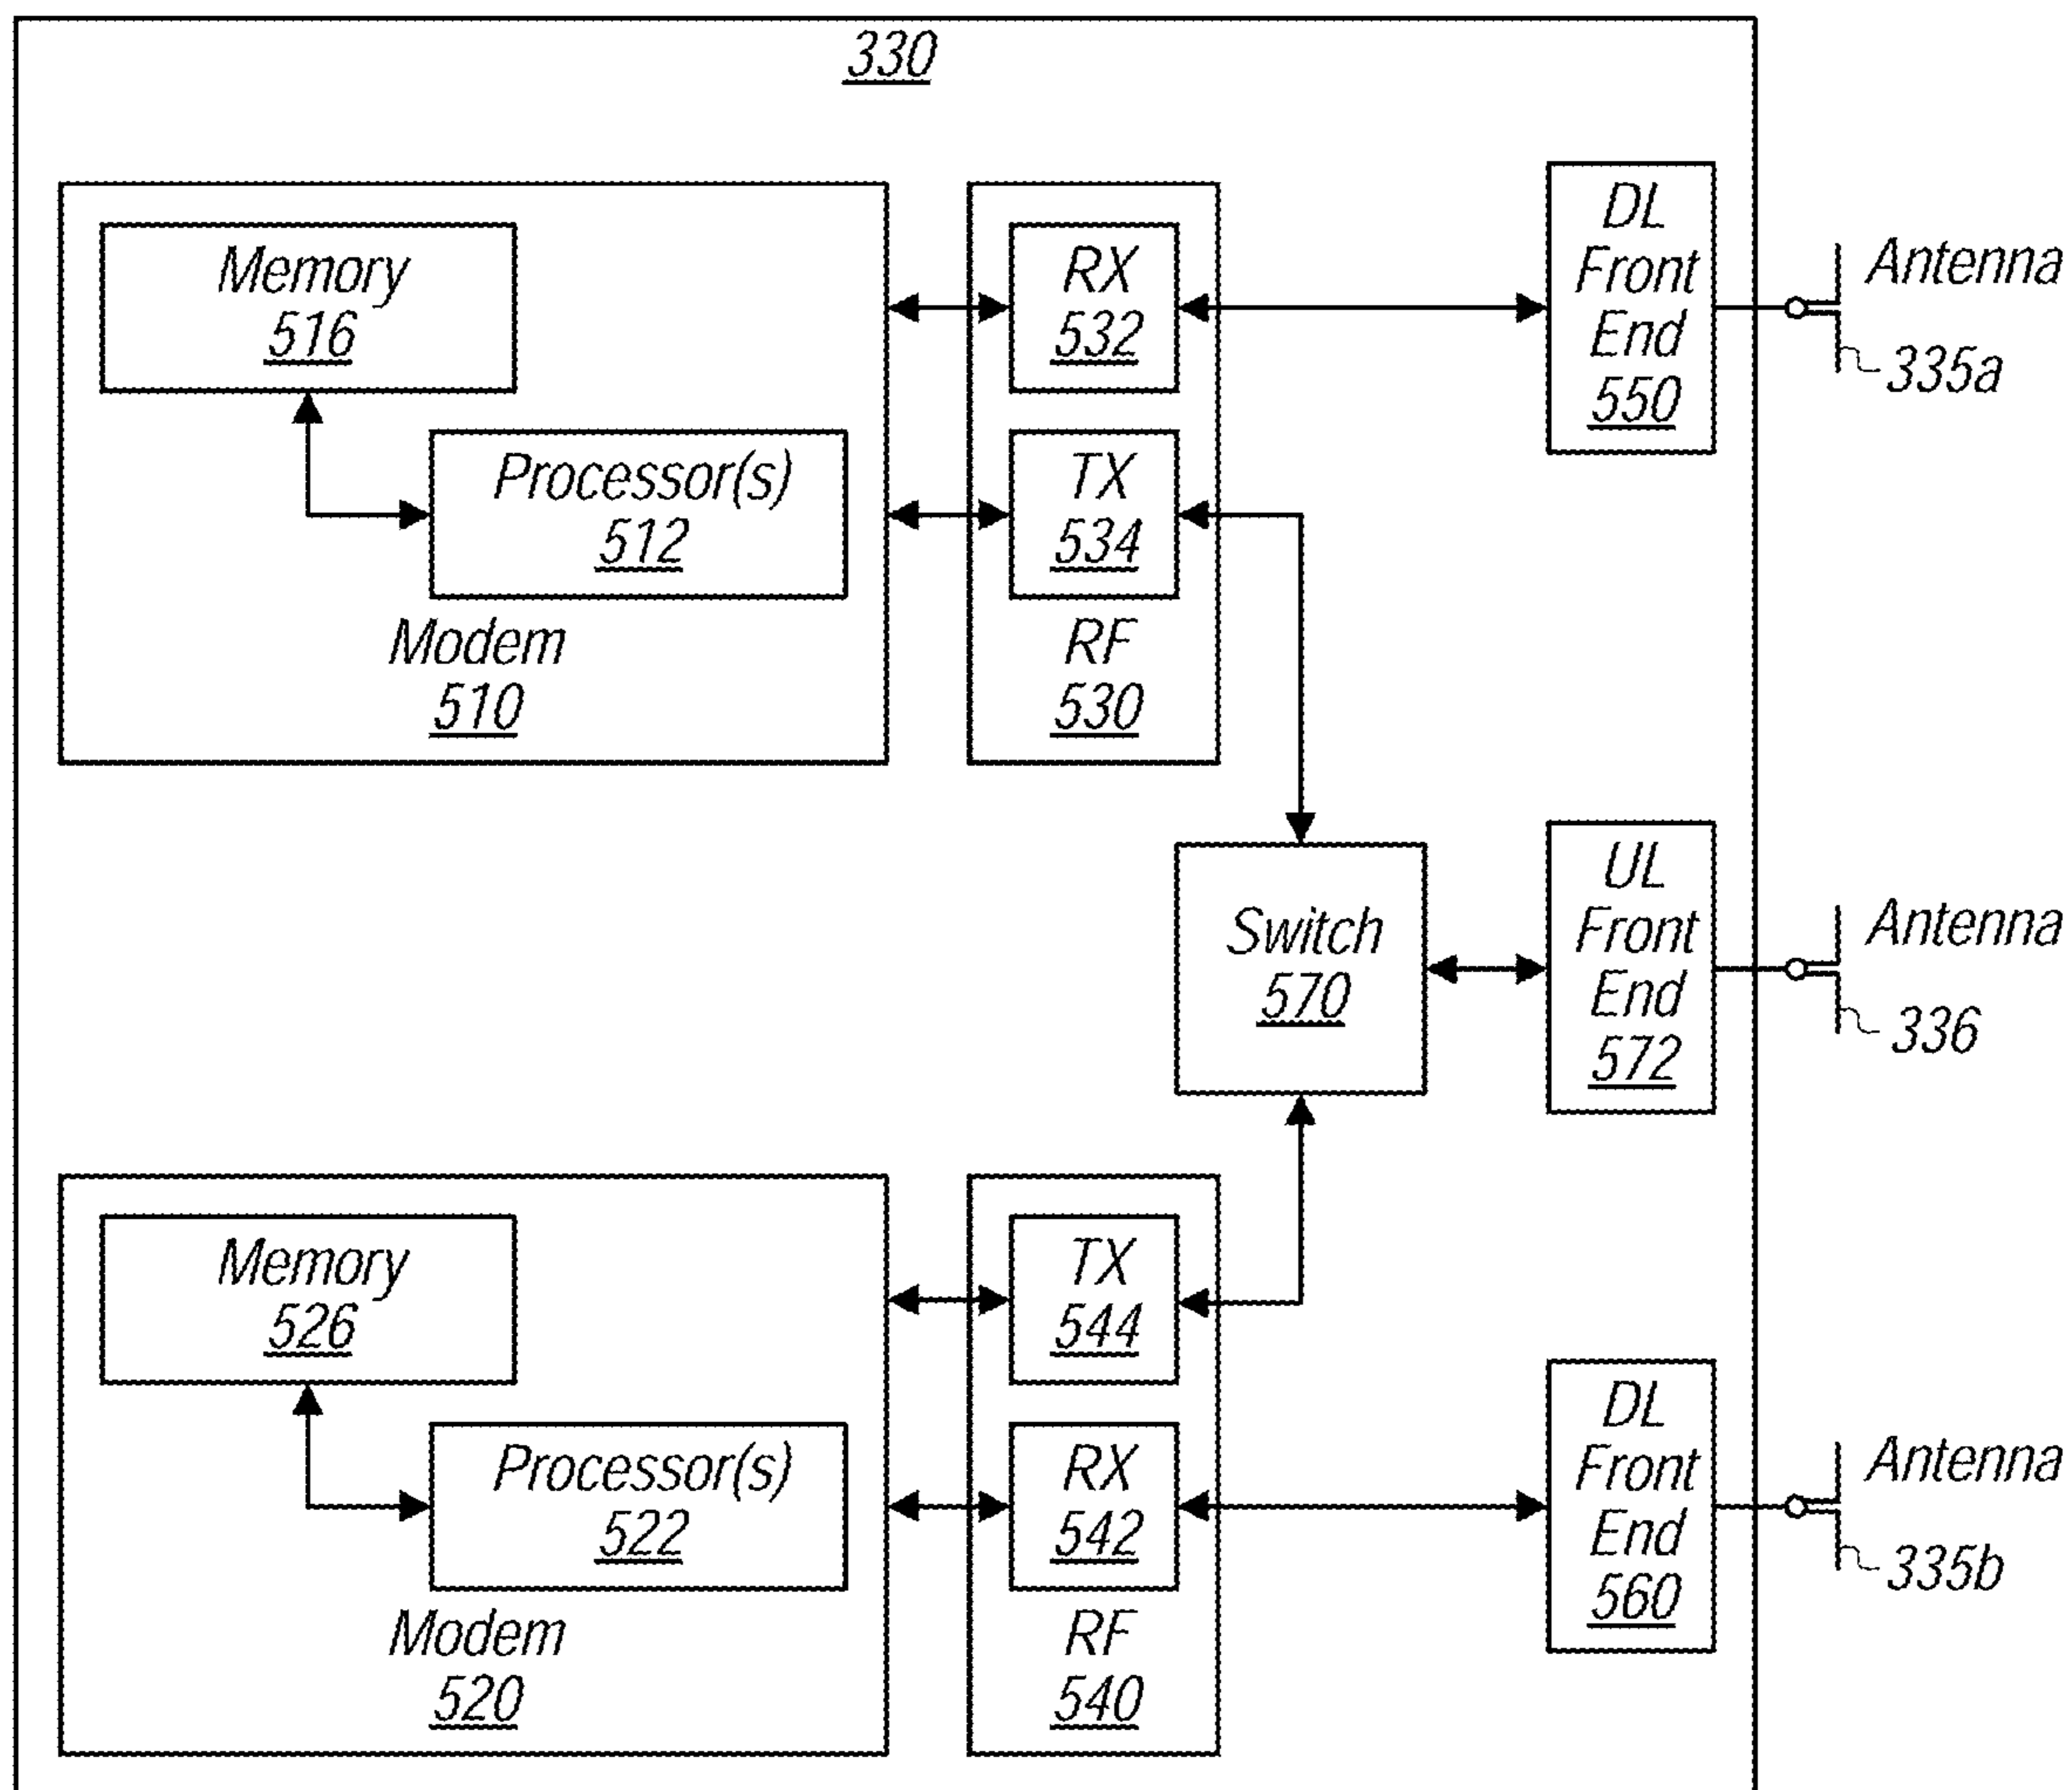 330
Memory
516
Processor(s)
512
Modem
510
RX
532
TX
534
RF
530
DL
Front
End
550
Antenna
335a
Switch
570
UL
Front
End
572
Antenna
336
Memory
526
Processor(s)
522
Modem
520
TX
544
RX
542
RF
540
DL
Front
End
560
Antenna
335b